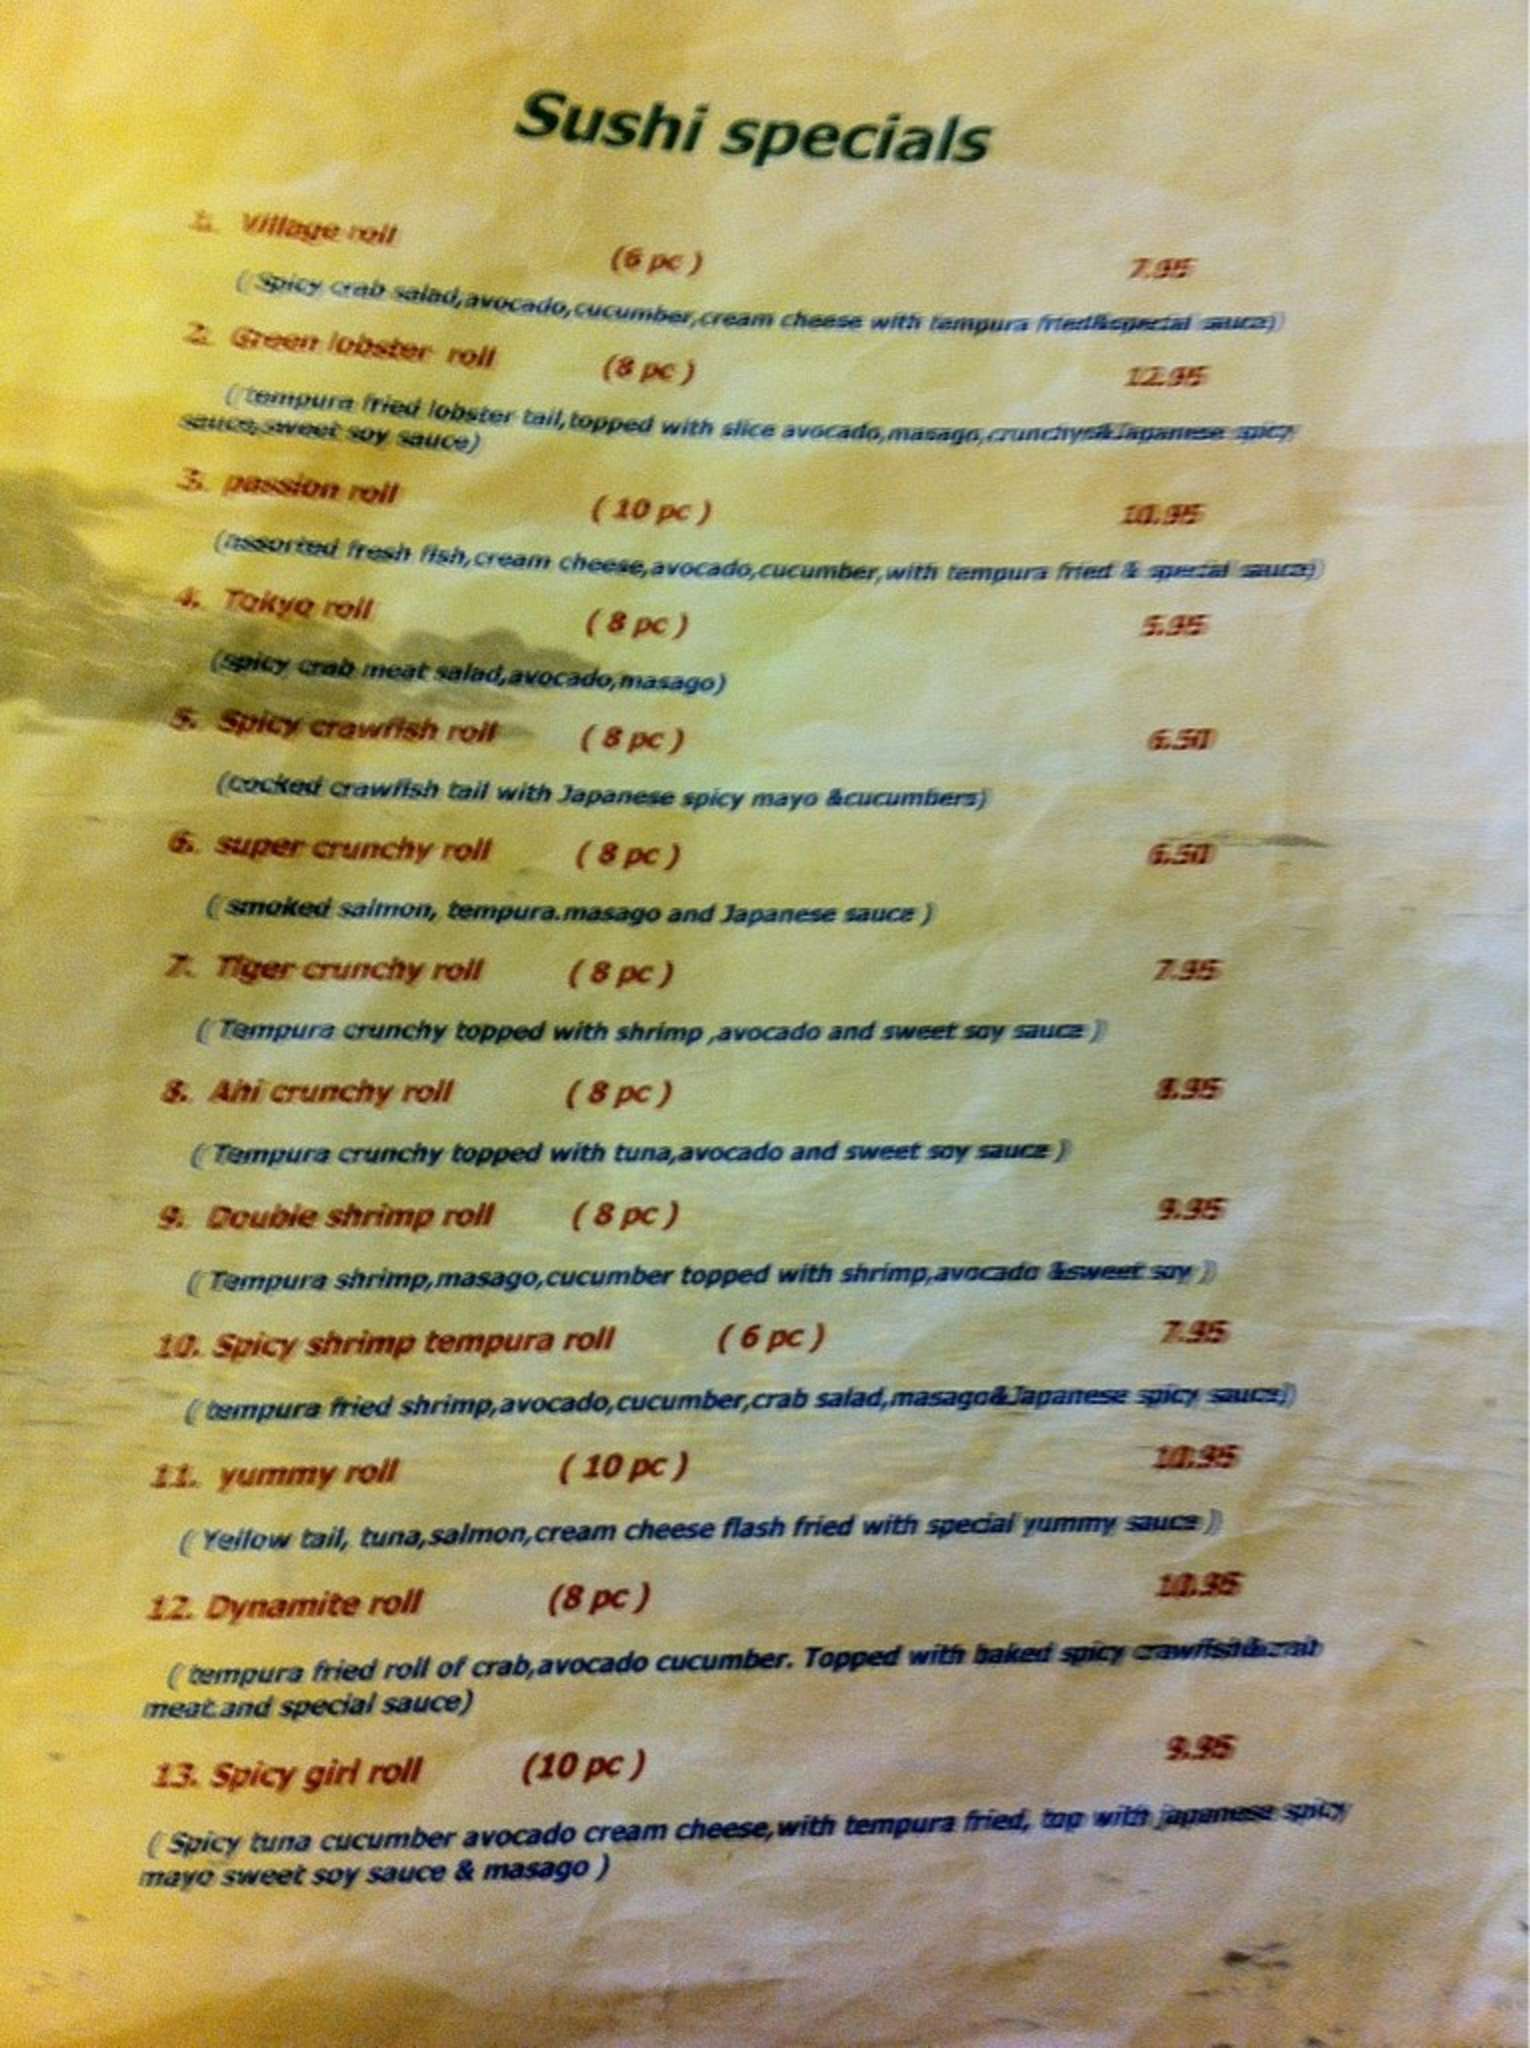 Sushi specials
1. Village roll (6 pc ) 7.95
( Spicy crab salad,avocado,cucumber,cream cheese with tempura fried&special sauce)
2. Green lobster roll (8 pc ) 12.95
( tempura fried lobster tail,topped with slice avocado,masago,crunchys&Japanese spicy
sauce,sweet soy sauce)
3. passion roll ( 10 pc ) 10.95
(assorted fresh fish,cream cheese,avocado,cucumber,with tempura fried & special sauce)
4. Tokyo roll ( 8 pc ) 5.95
(spicy crab meat salad,avocado,masago)
5. Spicy crawfish roll ( 8 pc ) 6.50
(cocked crawfish tail with Japanese spicy mayo &cucumbers)
6. super crunchy roll ( 8 pc ) 6.50
( smoked salmon, tempura.masago and Japanese sauce )
7. Tiger crunchy roll ( 8 pc ) 7.95
( Tempura crunchy topped with shrimp ,avocado and sweet soy sauce )
8. Ahi crunchy roll ( 8 pc ) 8.95
( Tempura crunchy topped with tuna,avocado and sweet soy sauce )
9. Double shrimp roll ( 8 pc ) 9.95
( Tempura shrimp,masago,cucumber topped with shrimp,avocado &sweet soy )
10. Spicy shrimp tempura roll ( 6 pc ) 7.95
( tempura fried shrimp,avocado,cucumber,crab salad,masago&Japanese spicy sauce)
11. yummy roll ( 10 pc ) 10.95
( Yellow tail, tuna,salmon,cream cheese flash fried with special yummy sauce )
12. Dynamite roll (8 pc ) 10.95
( tempura fried roll of crab,avocado cucumber. Topped with baked spicy crawfish&crab
meat.and special sauce)
13. Spicy girl roll (10 pc ) 9.95
( Spicy tuna cucumber avocado cream cheese,with tempura fried, top with japanese spicy
mayo sweet soy sauce & masago )